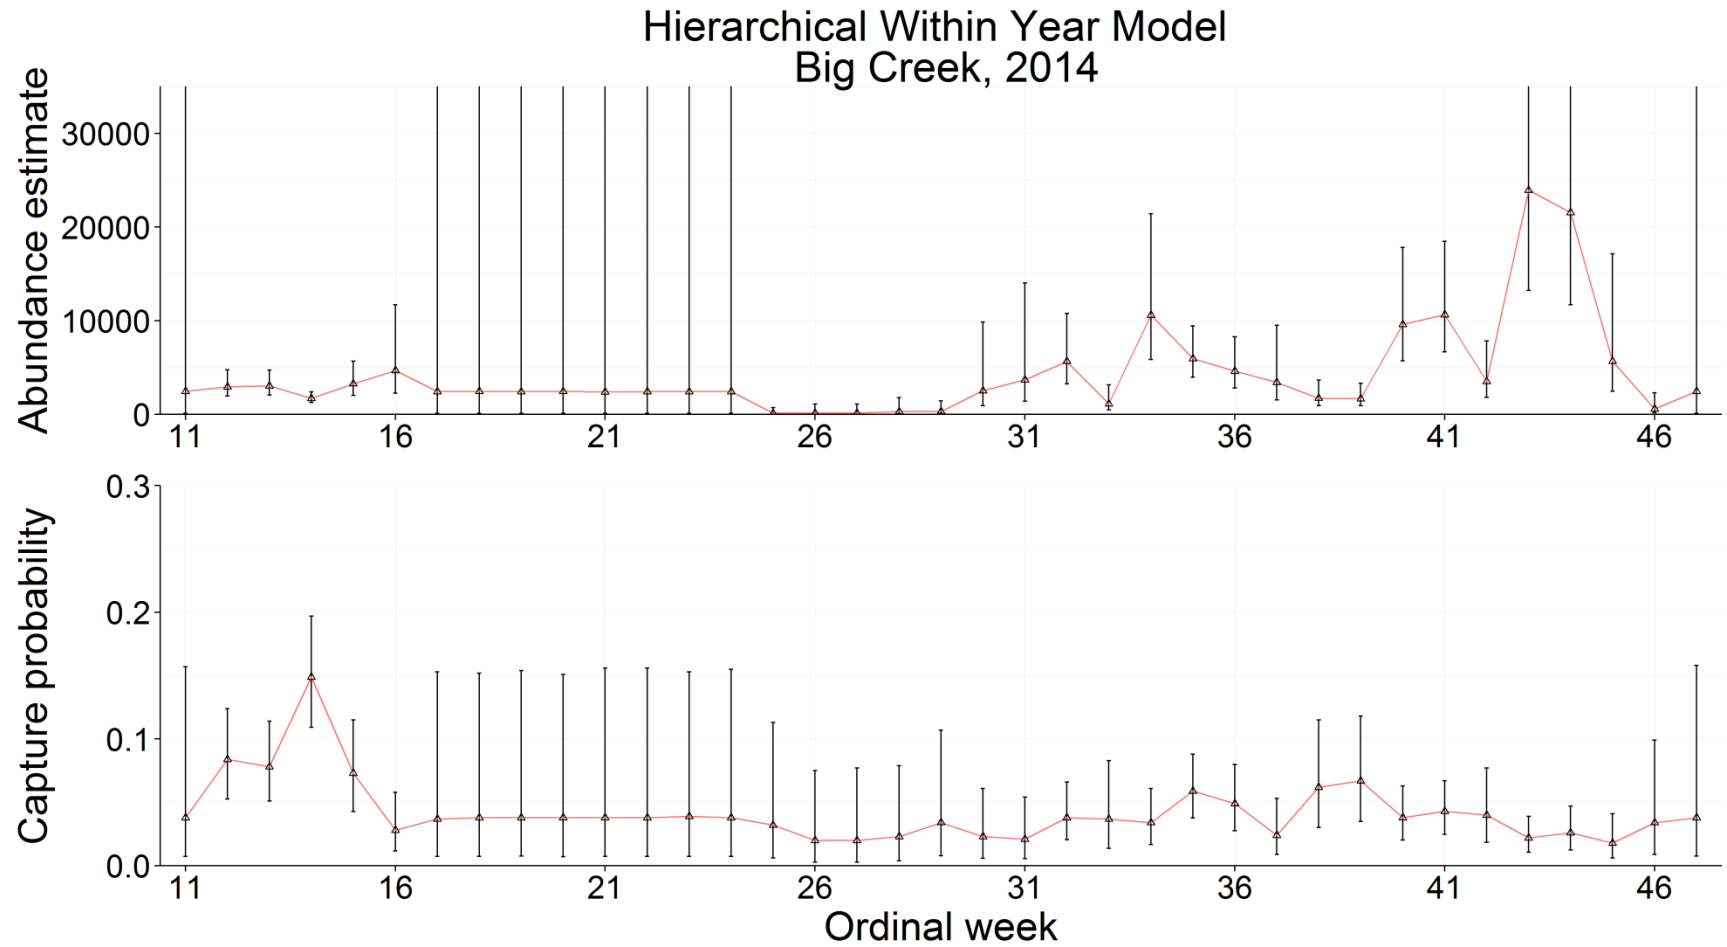 Hierarchical Within Year Model
Big Creek, 2014
Abundance estimate
30000
20000
10000
0
11 16 21 26 31 36 41 46
Capture probability
0.3
0.2
0.1
0.0
11 16 21 26 31 36 41 46
Ordinal week